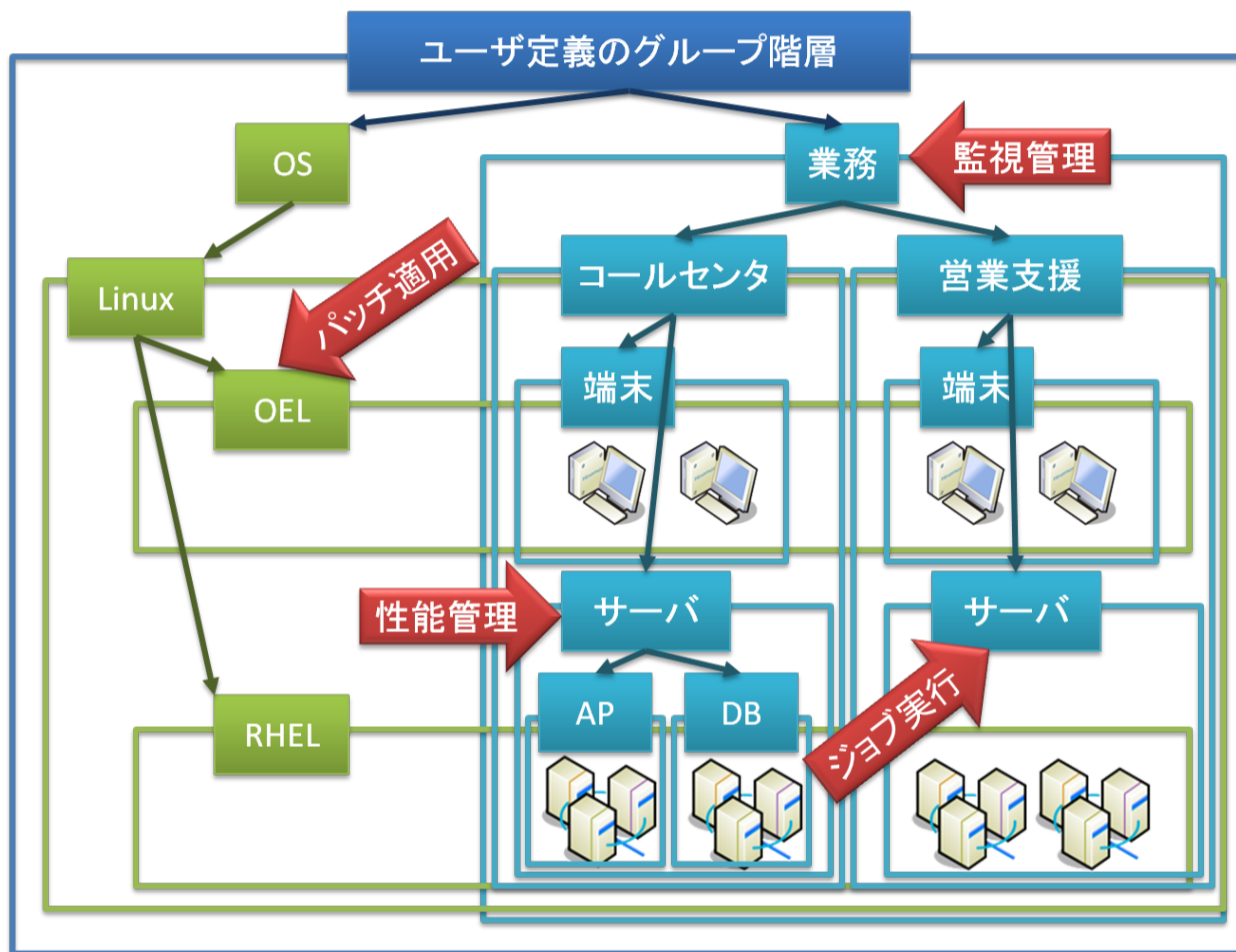 ユーザ定義のグループ階層
OS
業務
監視管理
Linux
パッチ適用
コールセンタ
営業支援
OEL
端末
端末
性能管理
サーバ
サーバ
RHEL
AP
DB
ジョブ実行